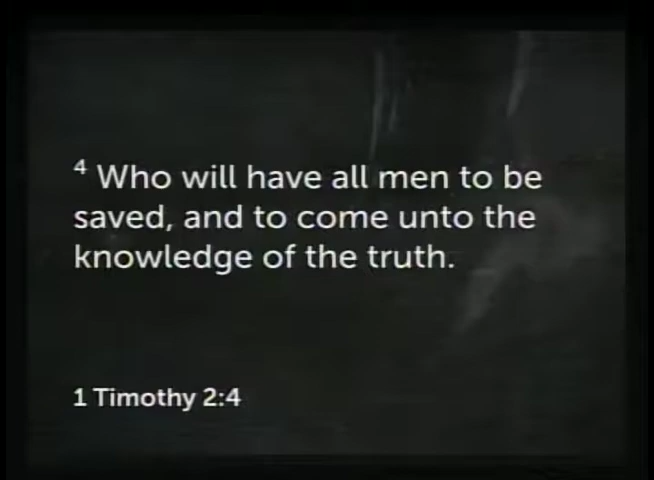 4 Who will have all men to be
saved, and to come unto the
knowledge of the truth.
1 Timothy 2:4